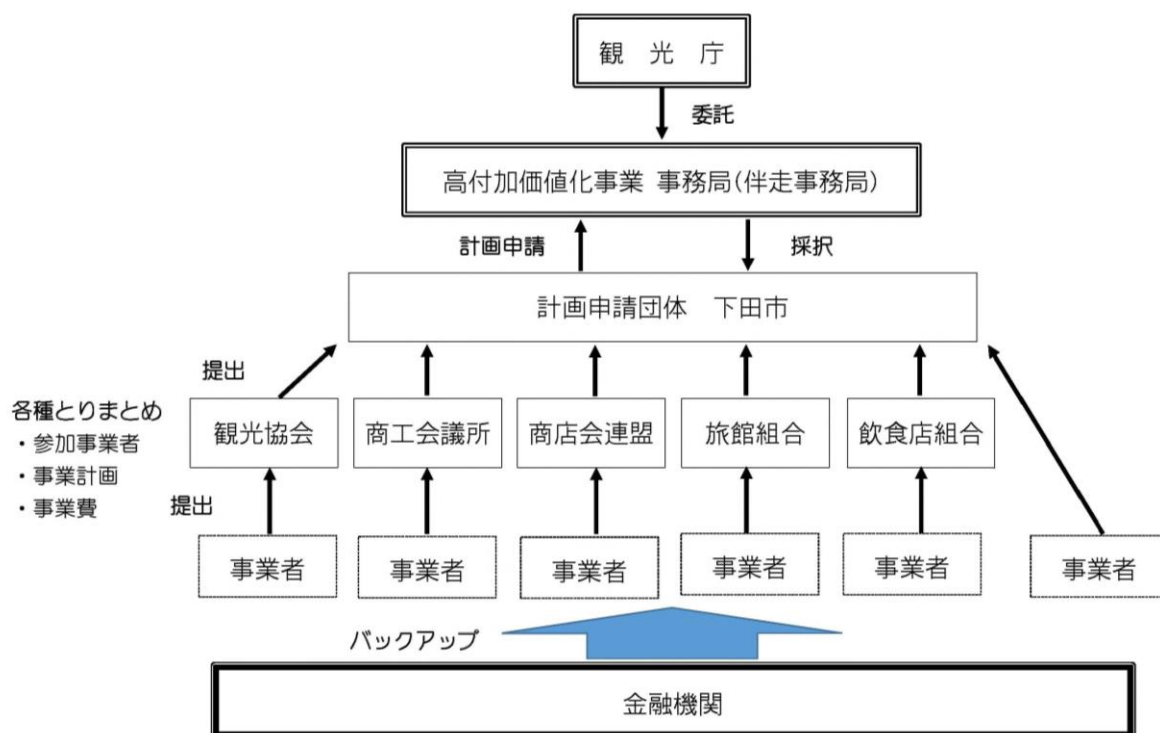 観 光 庁
委託
高付加価値化事業 事務局(伴走事務局)
計画申請
採択
計画申請団体 下田市
提出
各種とりまとめ
・参加事業者
・事業計画
・事業費
観光協会
商工会議所
商店会連盟
旅館組合
飲食店組合
提出
事業者
事業者
事業者
事業者
事業者
事業者
バックアップ
金融機関